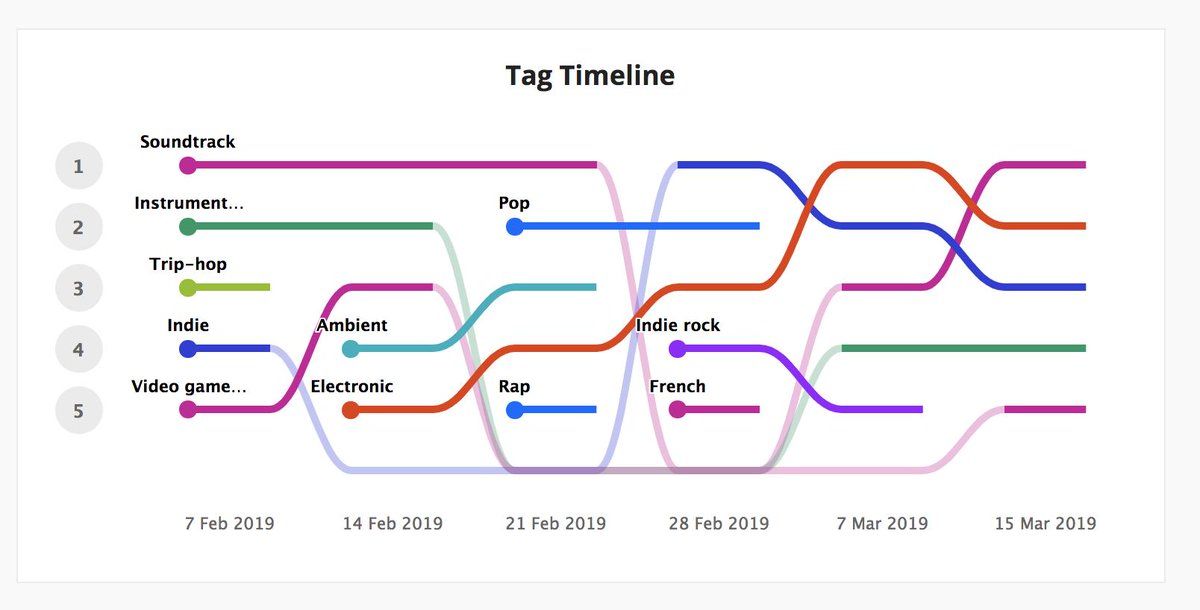 Tag Timeline
Soundtrack
1
Instrument...
Pop
2
Trip-hop
3
Indie
Ambient
Indie rock
4
Video game...
Electronic
Rap
French
5
7 Feb 2019
14 Feb 2019
21 Feb 2019
28 Feb 2019
7 Mar 2019
15 Mar 2019